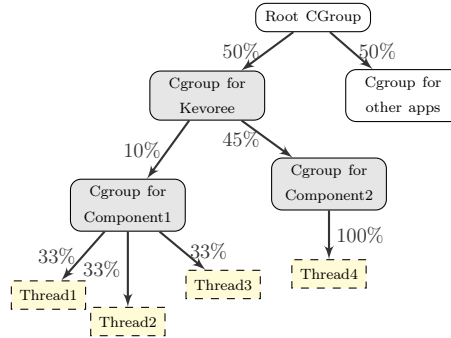 Root CGroup
50%
50%
Cgroup for
Kevoree
Cgroup for
other apps
10%
45%
Cgroup for
Component1
Cgroup for
Component2
33%
33%
33%
100%
Thread1
Thread2
Thread3
Thread4